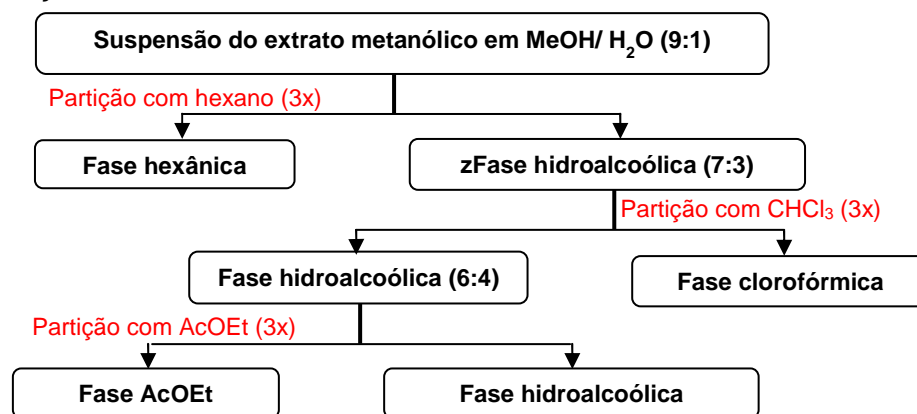 Suspensão do extrato metanólico em MeOH/ H₂O (9:1)
Partição com hexano (3x)
Fase hexânica
zFase hidroalcoólica (7:3)
Partição com CHCl₃ (3x)
Fase hidroalcoólica (6:4)
Fase clorofórmica
Partição com AcOEt (3x)
Fase AcOEt
Fase hidroalcoólica